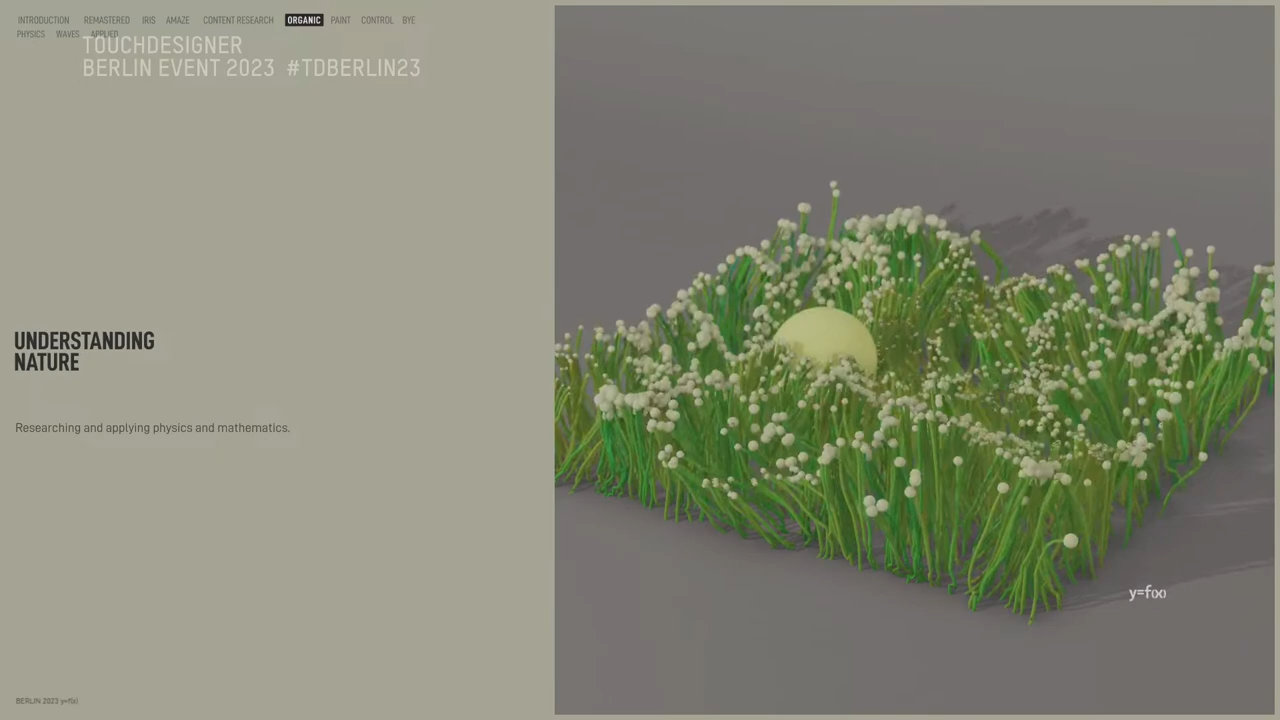 INTRODUCTION REMASTERED IRIS AMAZE CONTENT RESEARCH ORGANIC PAINT CONTROL BYE
PHYSICS WAVES APPLIED
TOUCHDESIGNER
BERLIN EVENT 2023 #TDBERLIN23
UNDERSTANDING
NATURE
Researching and applying physics and mathematics.
y=f(x)
BERLIN 2023 y=f(x)